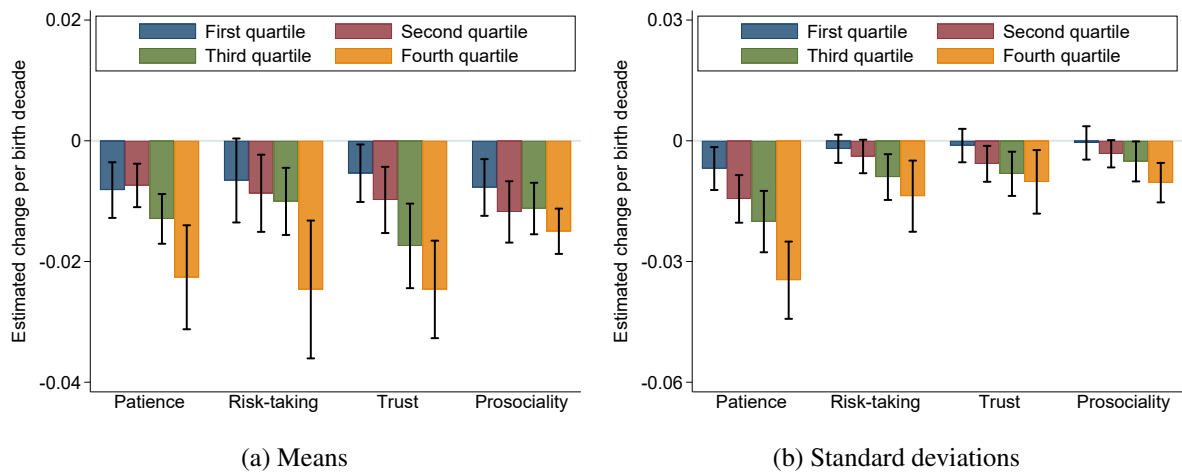 0.02
First quartile
Second quartile
Third quartile
Fourth quartile
0
-0.02
-0.04
Estimated change per birth decade
Patience
Risk-taking
Trust
Prosociality
(a) Means
0.03
First quartile
Second quartile
Third quartile
Fourth quartile
0
-0.03
-0.06
Estimated change per birth decade
Patience
Risk-taking
Trust
Prosociality
(b) Standard deviations